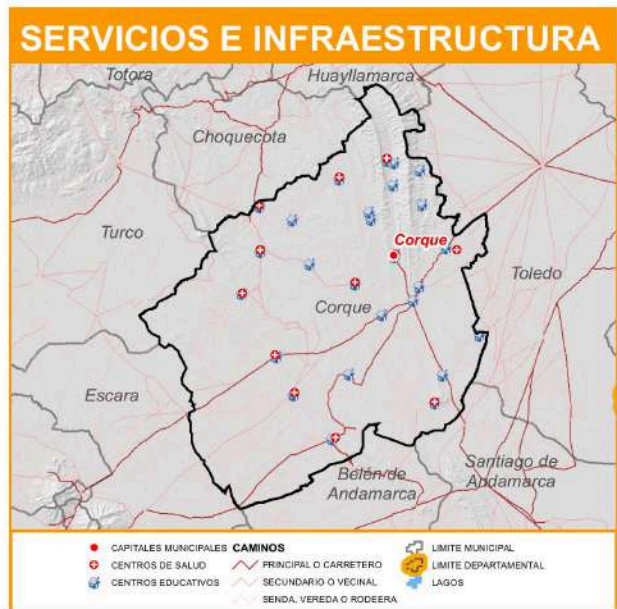 SERVICIOS E INFRAESTRUCTURA
Totora
Huayllamarca
Choquecota
Turco
Corque
Toledo
Corque
Escara
Belén de
Andamarca
Santiago de
Andamarca
CAPITALES MUNICIPALES
CENTROS DE SALUD
CENTROS EDUCATIVOS
CAMINOS
PRINCIPAL O CARRETERO
SECUNDARIO O VECINAL
SENDA, VEREDA O RODEERA
LIMITE MUNICIPAL
LIMITE DEPARTAMENTAL
LAGOS